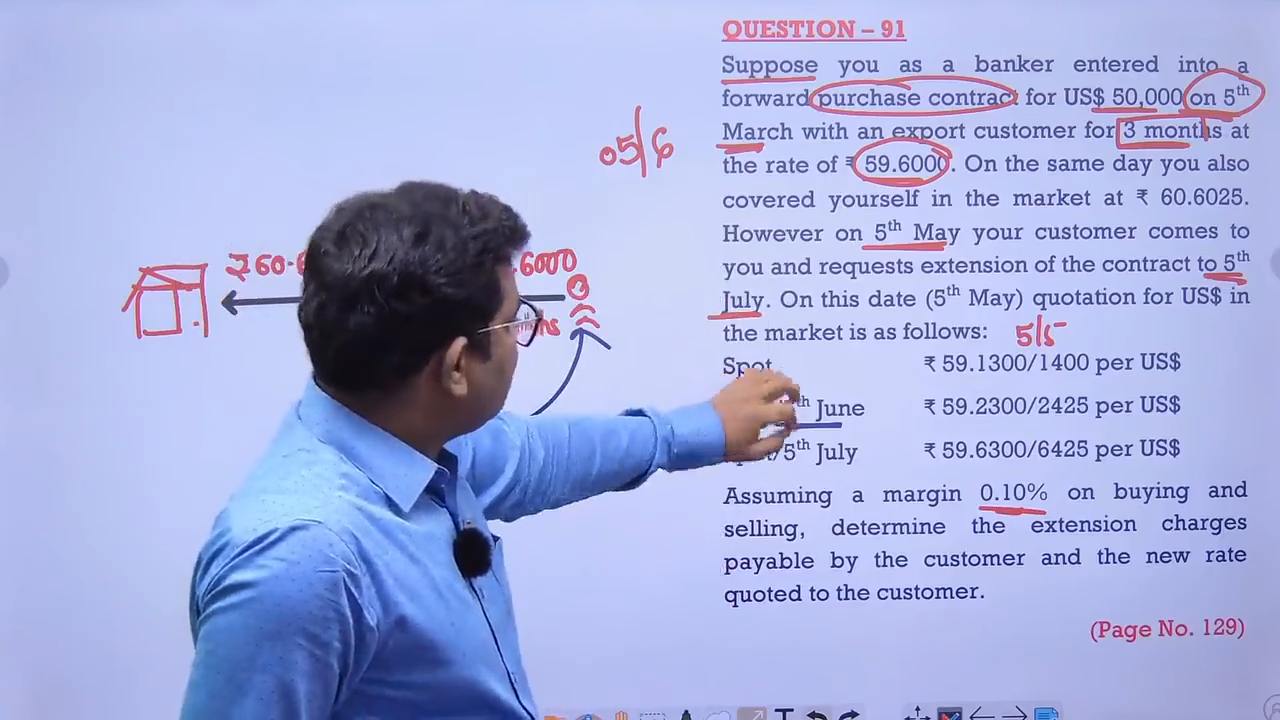 QUESTION – 91
Suppose you as a banker entered into a
forward purchase contract for US$ 50,000 on 5th
March with an export customer for 3 months at
the rate of ₹ 59.6000. On the same day you also
covered yourself in the market at ₹ 60.6025.
However on 5th May your customer comes to
you and requests extension of the contract to 5th
July. On this date (5th May) quotation for US$ in
the market is as follows: 5/5
Spot ₹ 59.1300/1400 per US$
June ₹ 59.2300/2425 per US$
/5th July ₹ 59.6300/6425 per US$
Assuming a margin 0.10% on buying and
selling, determine the extension charges
payable by the customer and the new rate
quoted to the customer.
(Page No. 129)
05/6
₹60.6
.6000